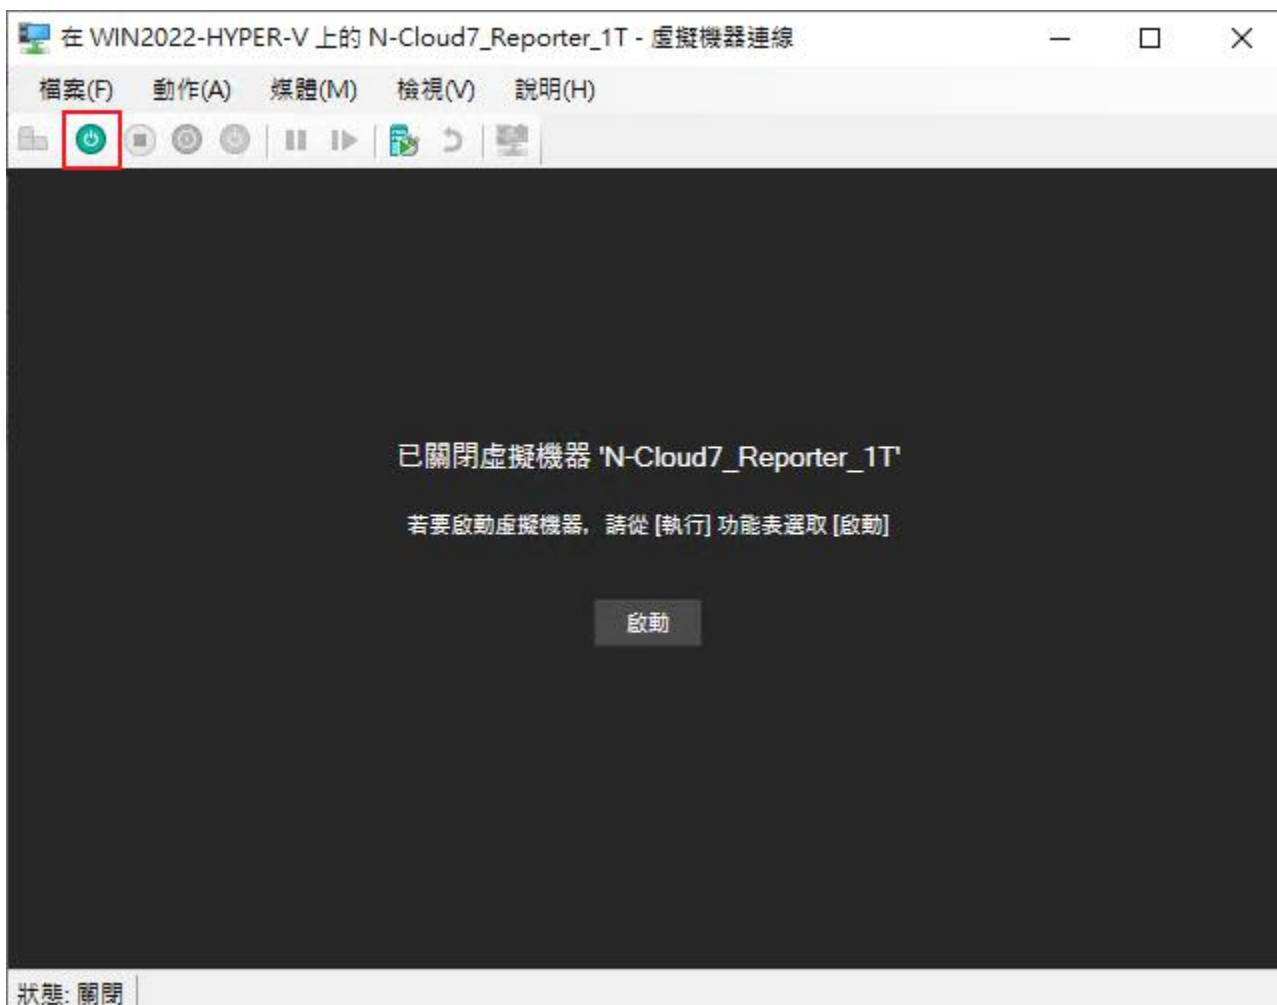 在 WIN2022-HYPER-V 上的 N-Cloud7_Reporter_1T - 虛擬機器連線
檔案(F) 動作(A) 媒體(M) 檢視(V) 說明(H)
已關閉虛擬機器 'N-Cloud7_Reporter_1T'
若要啟動虛擬機器，請從 [執行] 功能表選取 [啟動]
啟動
狀態: 關閉